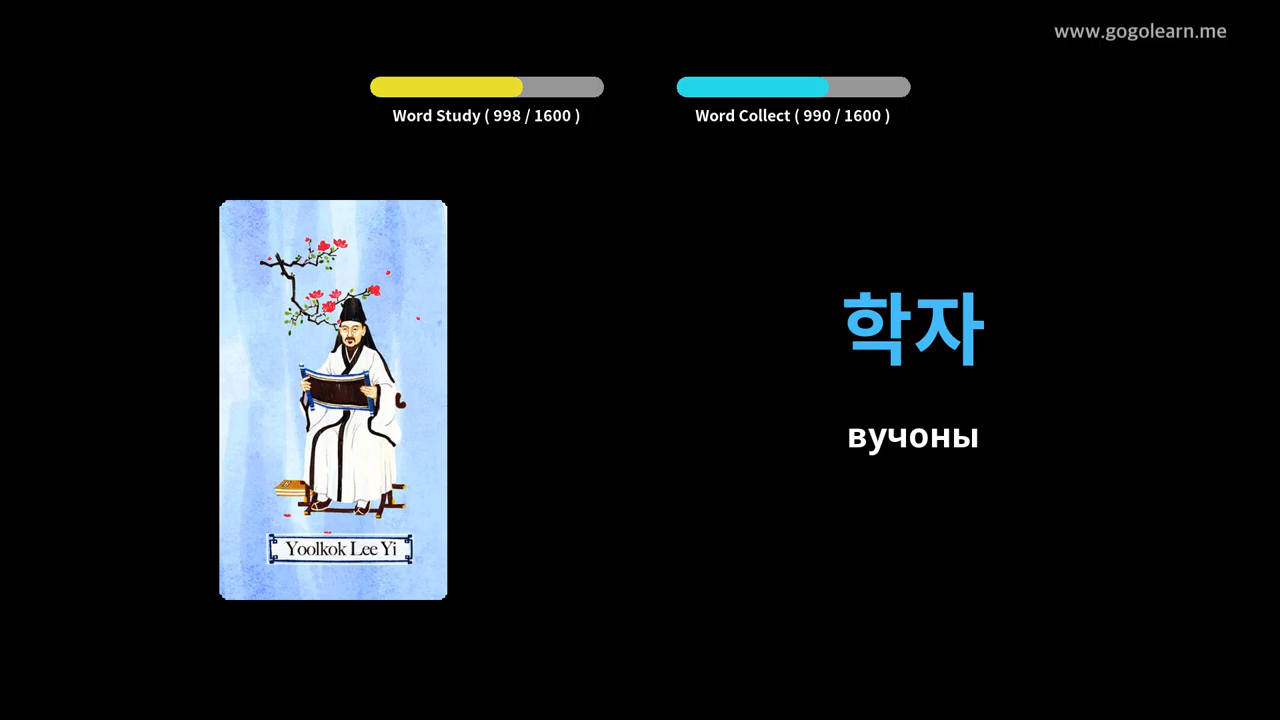 www.gogolearn.me
Word Study ( 998 / 1600 )
Word Collect ( 990 / 1600 )
학자
вучоны
Yoolkok Lee Yi